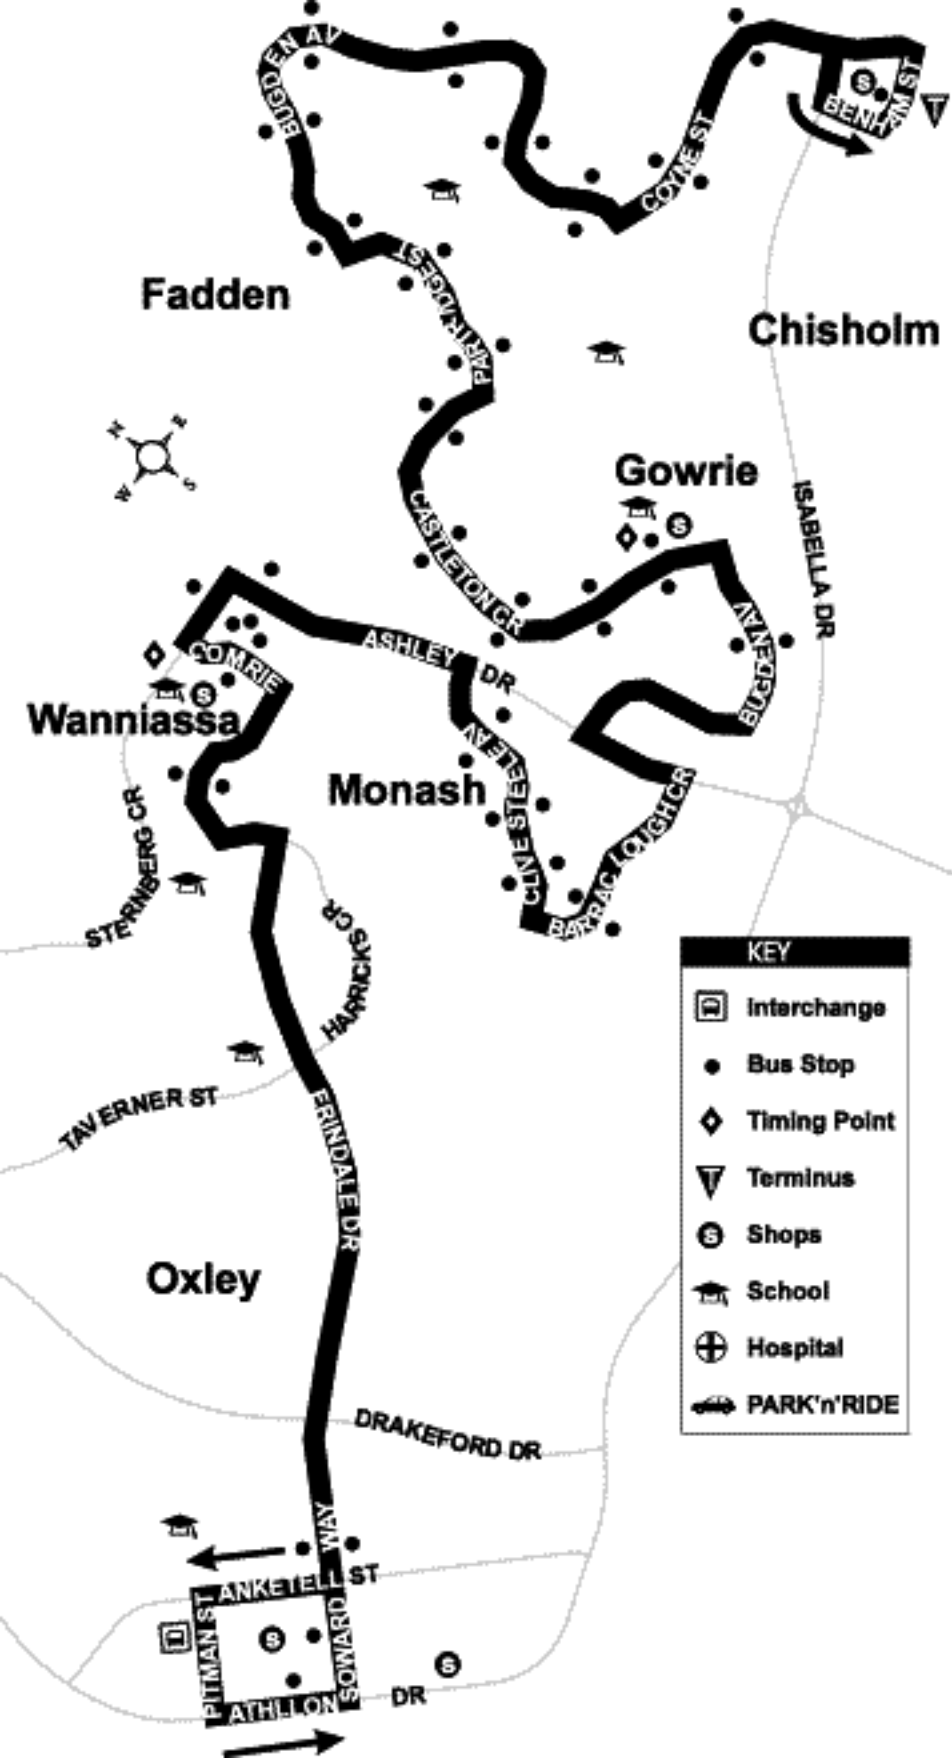 BUGDEN AV
COYNE ST
BENHAM ST
S
T
PARTRIDGE ST
Fadden
Chisholm
N
E
W
S
Gowrie
S
ISABELLA DR
CASTLETON CR
BUGDEN AV
ASHLEY DR
COMRIE
S
Wanniassa
CLIVE STEELE AV
Monash
BARRAC LOUGH CR
STERNBERG CR
HARRICKS CR
TAVERNER ST
ERINDALE DR
Oxley
KEY
Interchange
Bus Stop
Timing Point
T Terminus
S Shops
School
Hospital
PARK'n'RIDE
DRAKEFORD DR
SOWARD WAY
ANKETELL ST
PITMAN ST
S
S
ATHLLON DR